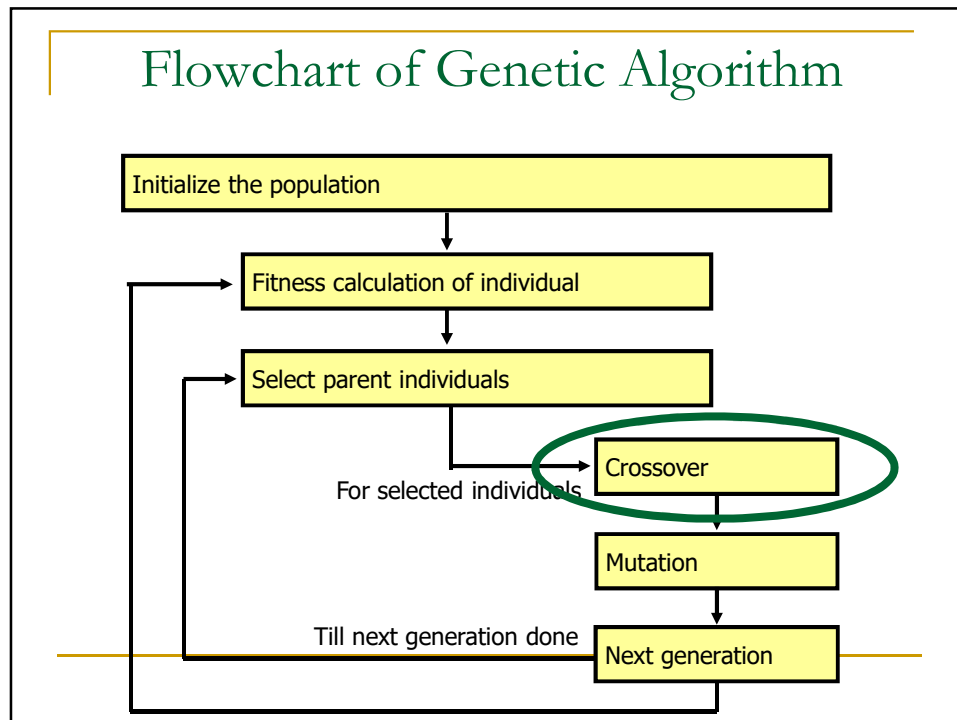 Flowchart of Genetic Algorithm
Initialize the population
Fitness calculation of individual
Select parent individuals
Crossover
For selected individuals
Mutation
Till next generation done
Next generation